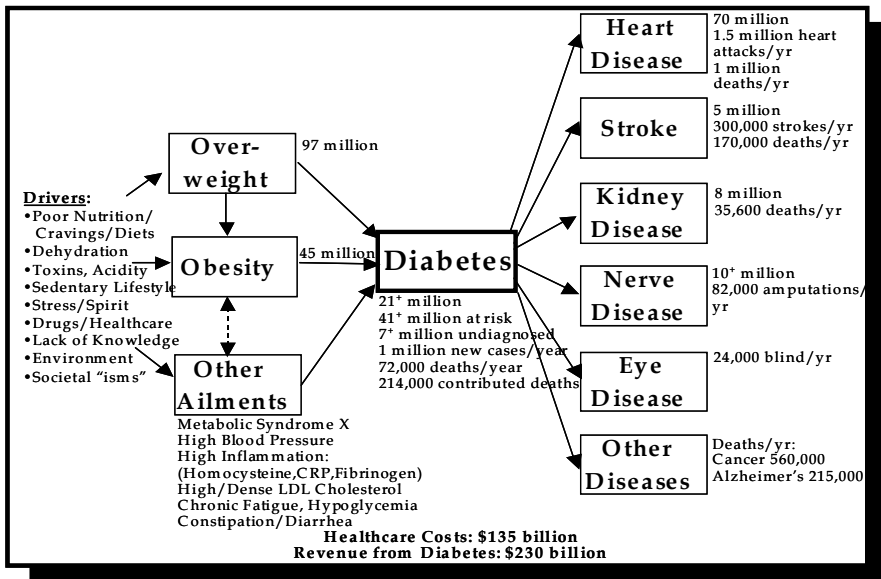 Drivers:
•Poor Nutrition/
Cravings/Diets
•Dehydration
•Toxins, Acidity
•Sedentary Lifestyle
•Stress/Spirit
•Drugs/Healthcare
•Lack of Knowledge
•Environment
•Societal “isms”
Over-
weight
97 million
Obesity
45 million
Other
Ailments
Metabolic Syndrome X
High Blood Pressure
High Inflammation:
(Homocysteine,CRP,Fibrinogen)
High/Dense LDL Cholesterol
Chronic Fatigue, Hypoglycemia
Constipation/Diarrhea
Diabetes
21+ million
41+ million at risk
7+ million undiagnosed
1 million new cases/year
72,000 deaths/year
214,000 contributed deaths
Heart
Disease
70 million
1.5 million heart
attacks/yr
1 million
deaths/yr
Stroke
5 million
300,000 strokes/yr
170,000 deaths/yr
Kidney
Disease
8 million
35,600 deaths/yr
Nerve
Disease
10+ million
82,000 amputations/
yr
Eye
Disease
24,000 blind/yr
Other
Diseases
Deaths/yr:
Cancer 560,000
Alzheimer’s 215,000
Healthcare Costs: $135 billion
Revenue from Diabetes: $230 billion